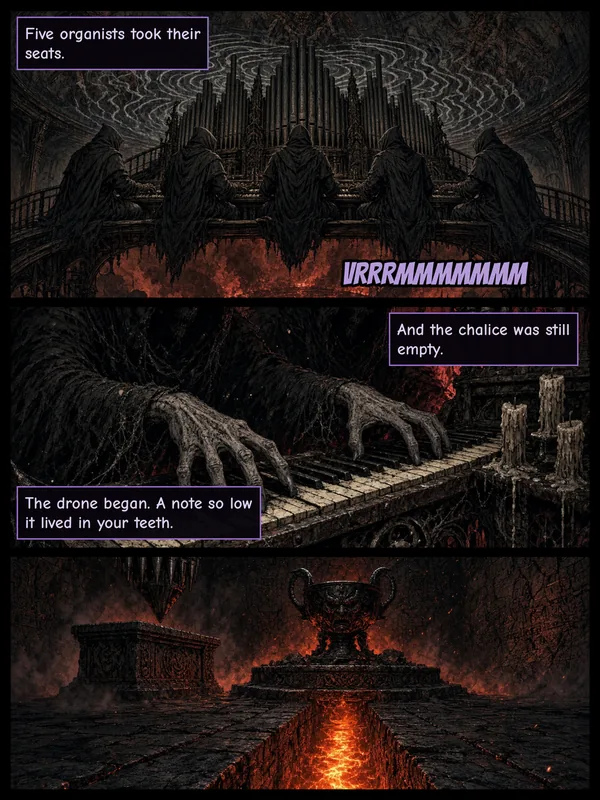 Five organists took their
seats.
VRRRMMMMMMM
And the chalice was still
empty.
The drone began. A note so low
it lived in your teeth.